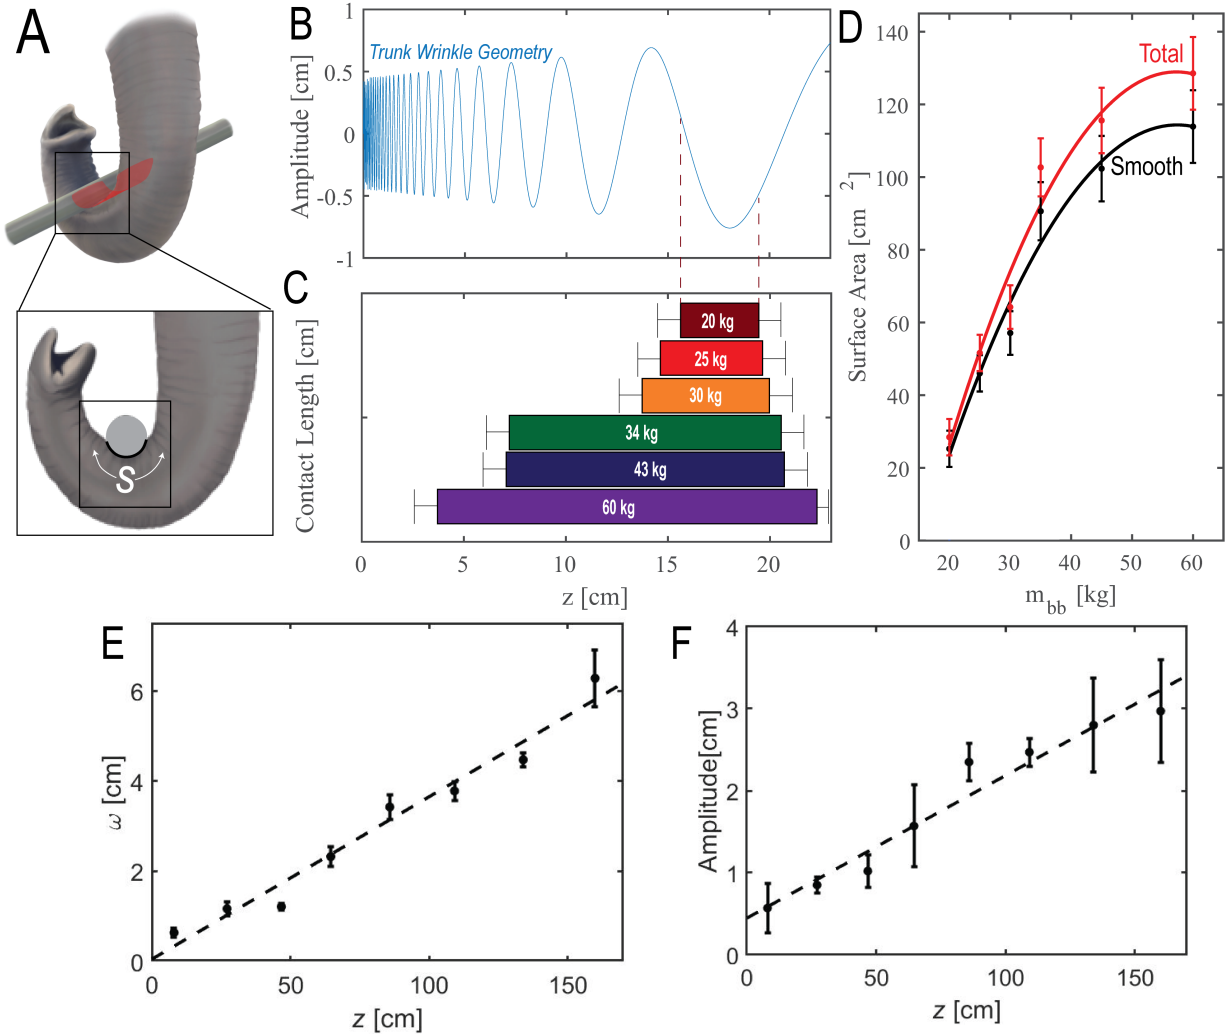 A
S
B
Trunk Wrinkle Geometry
Amplitude [cm]
1
0.5
0
-0.5
-1
C
Contact Length [cm]
20 kg
25 kg
30 kg
34 kg
43 kg
60 kg
0 5 10 15 20
z [cm]
D
Total
Smooth
Surface Area [cm 2]
140
120
100
80
60
40
20
0
20 30 40 50 60
m bb [kg]
E
ω [cm]
6
4
2
0
0 50 100 150
z [cm]
F
Amplitude[cm]
4
3
2
1
0
0 50 100 150
z [cm]